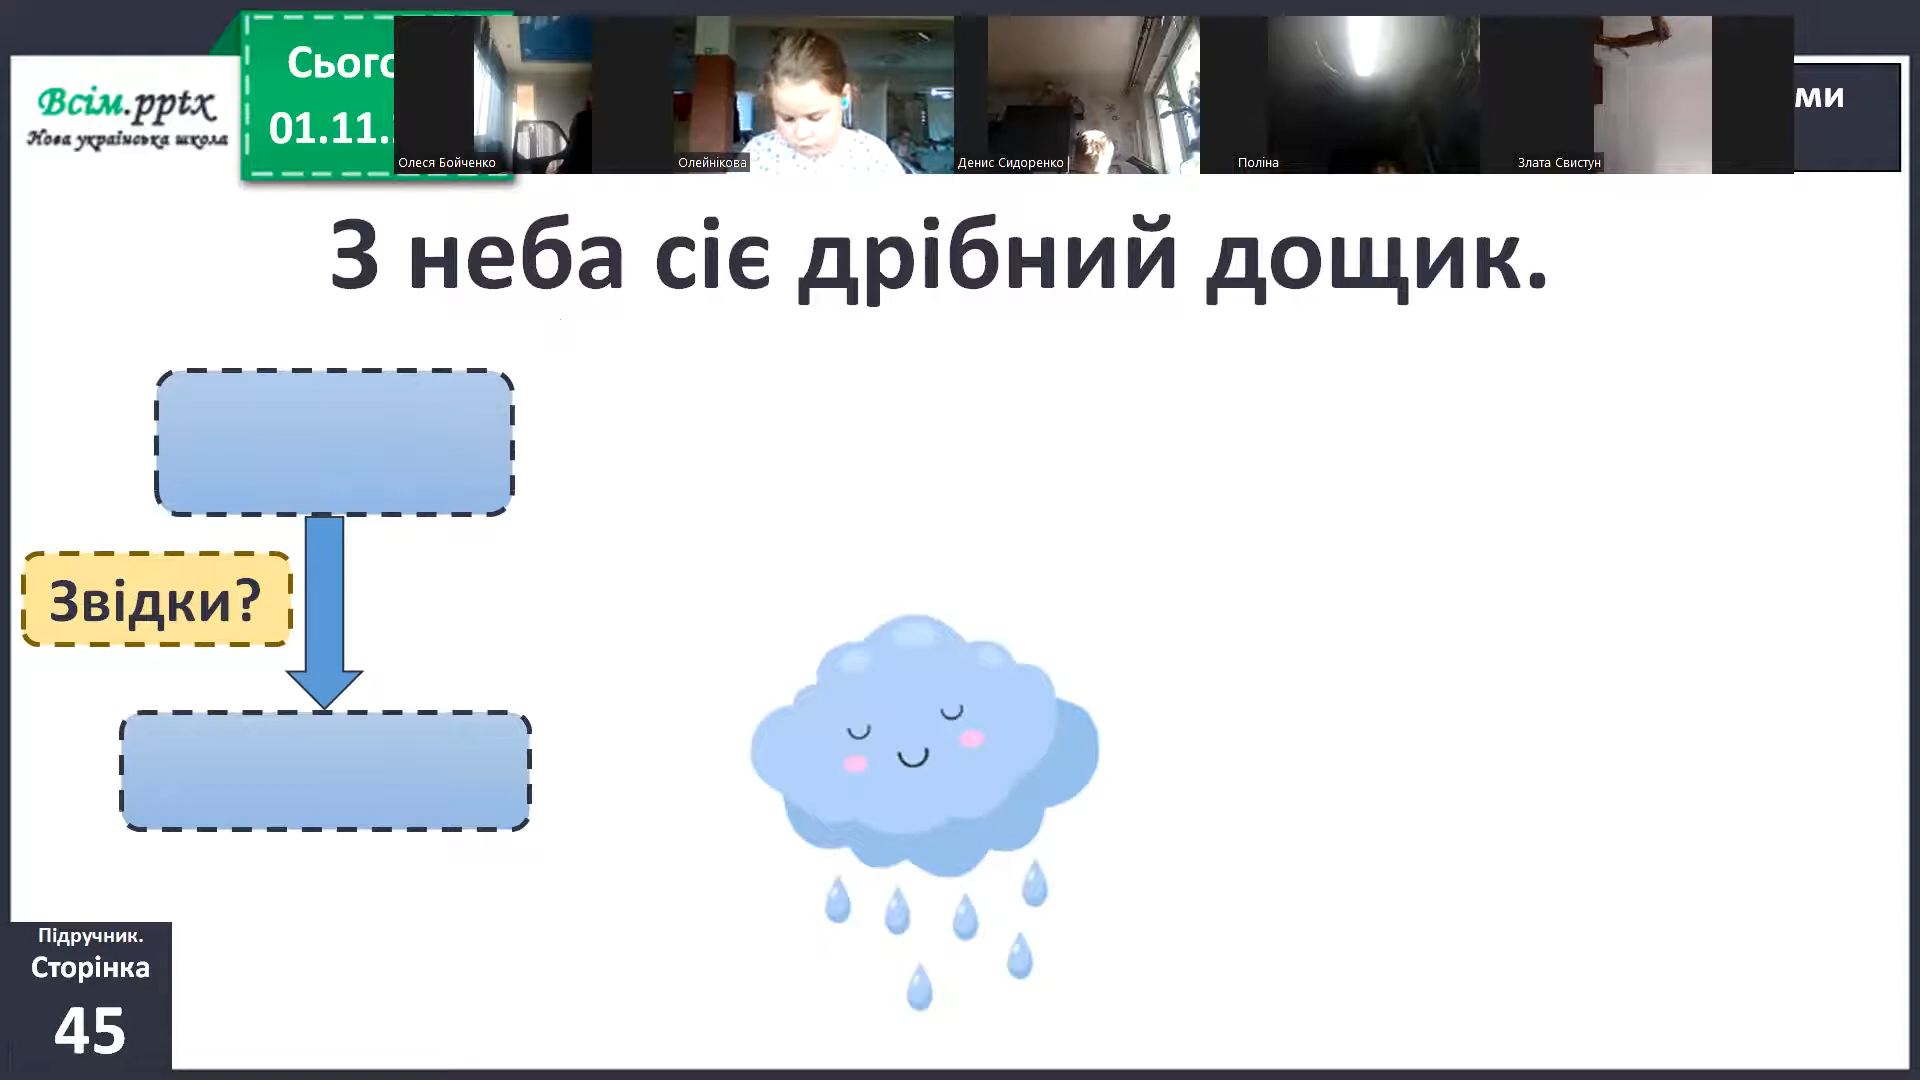 Всім.pptx
Нова українська школа
Сього
01.11.
Олеся Бойченко
Олейнікова
Денис Сидоренко
Поліна
Злата Свистун
ми
З неба сіє дрібний дощик.
Звідки?
Підручник.
Сторінка
45